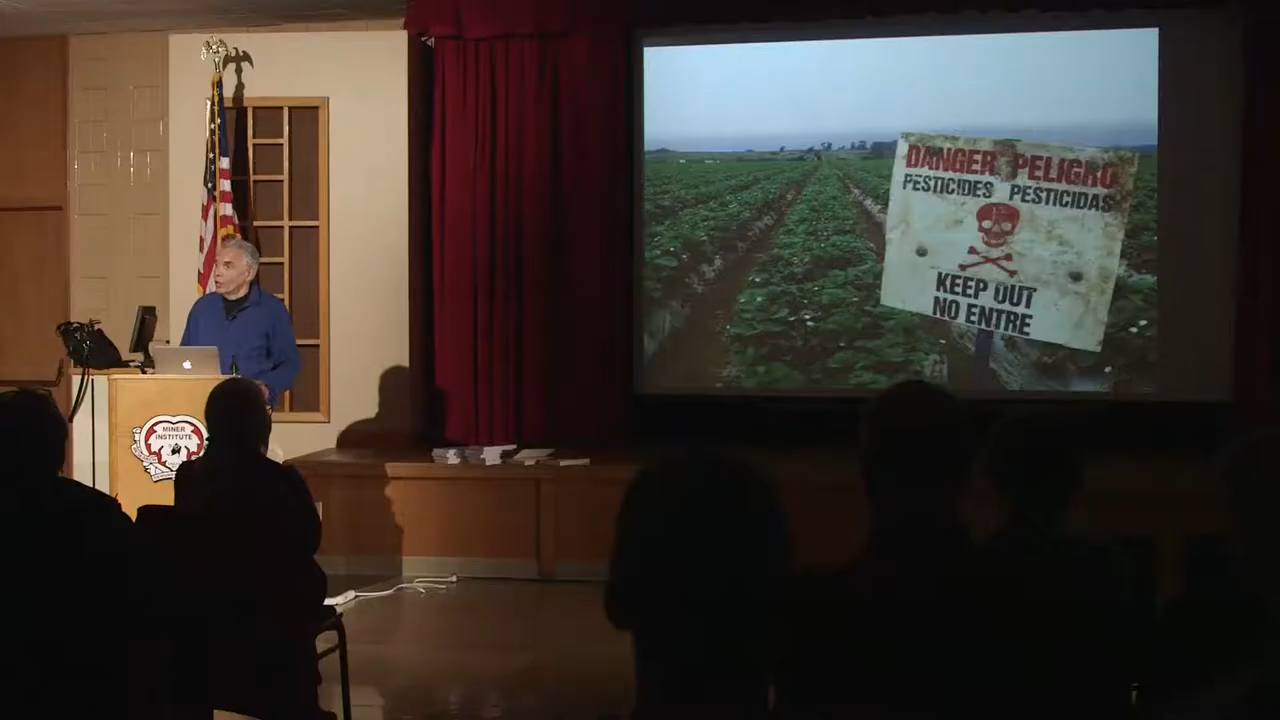 DANGER PELIGRO
PESTICIDES PESTICIDAS
KEEP OUT
NO ENTRE
MINER
INSTITUTE